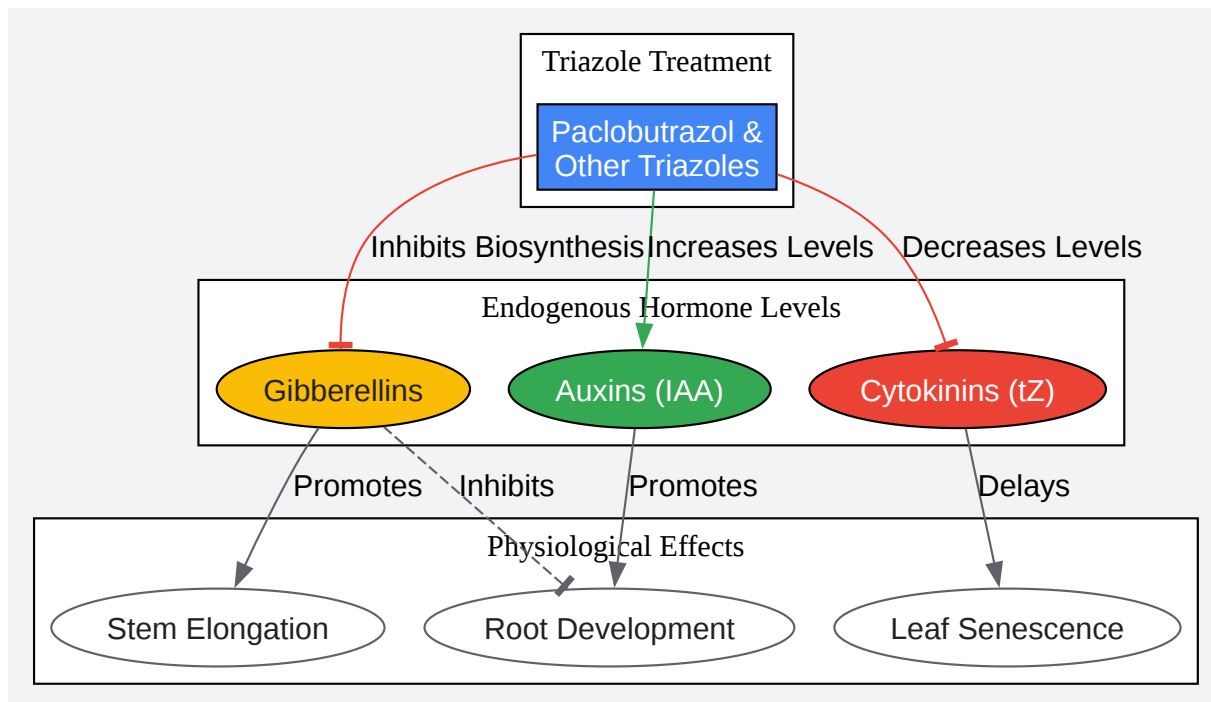 Triazole Treatment
Paclobutrazol &
Other Triazoles
Inhibits Biosynthesis
Increases Levels
Decreases Levels
Endogenous Hormone Levels
Gibberellins
Auxins (IAA)
Cytokinins (tZ)
Promotes
Inhibits
Promotes
Delays
Physiological Effects
Stem Elongation
Root Development
Leaf Senescence